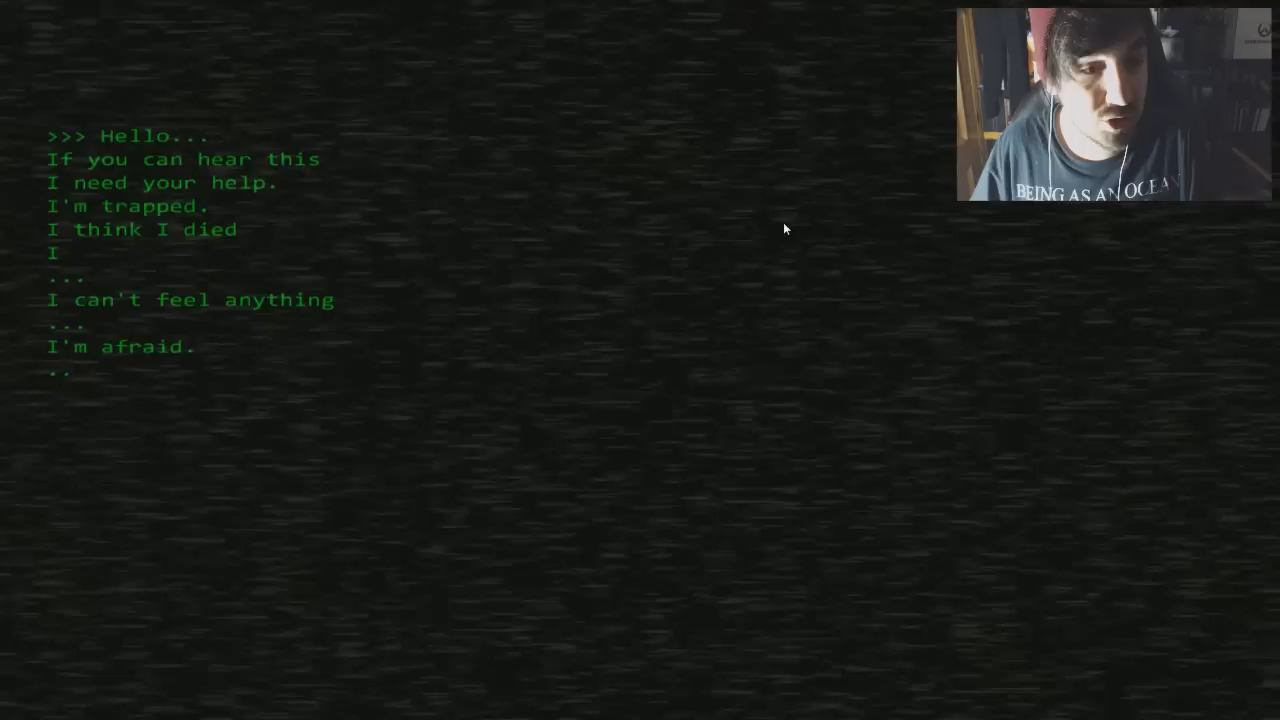 >>> Hello...
If you can hear this
I need your help.
I'm trapped.
I think I died
I
...
I can't feel anything
...
I'm afraid.
..
BEING AS AN OCEAN